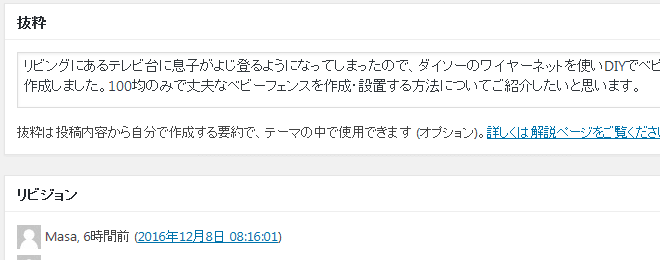 抜粋
リビングにあるテレビ台に息子がよじ登るようになってしまったので、ダイソーのワイヤーネットを使いDIYでベビ
作成しました。100均のみで丈夫なベビーフェンスを作成・設置する方法についてご紹介したいと思います。
抜粋は投稿内容から自分で作成する要約で、テーマの中で使用できます (オプション)。詳しくは解説ページをご覧ください
リビジョン
Masa, 6時間前 (2016年12月8日 08:16:01)